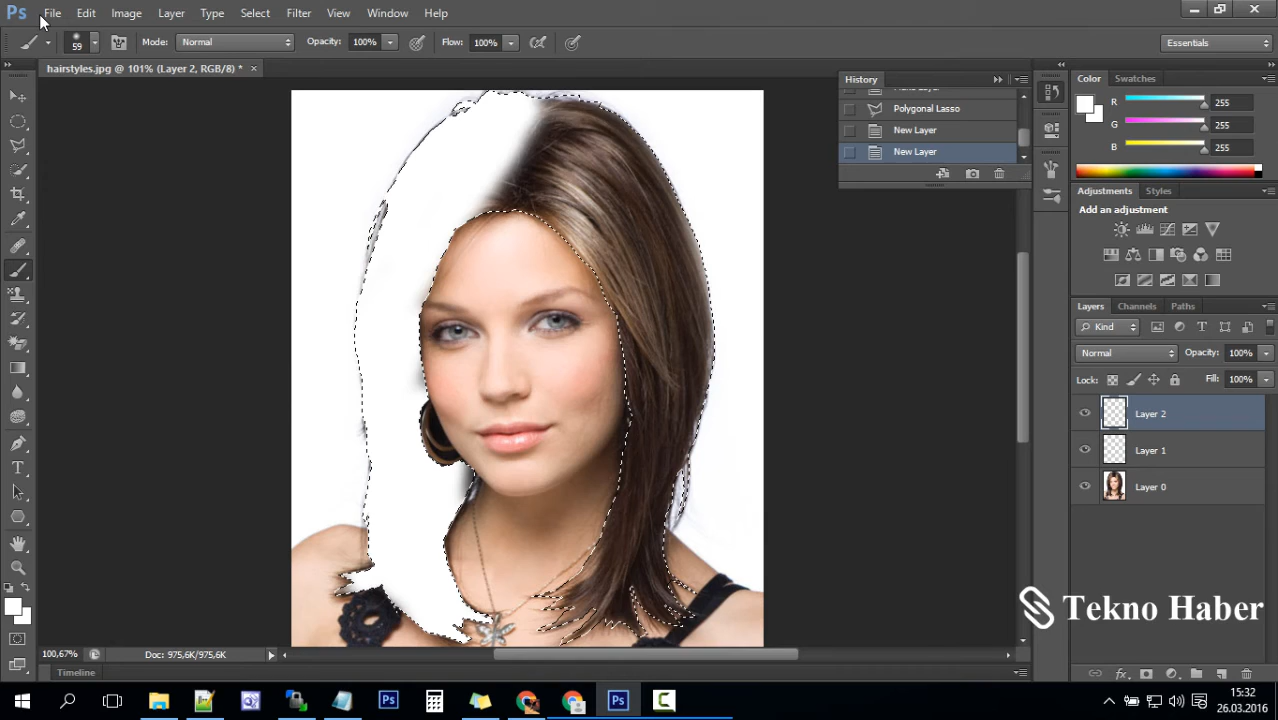 Ps File Edit Image Layer Type Select Filter View Window Help
59 Mode: Normal Opacity: 100% Flow: 100% Essentials
hairstyles.jpg @ 101% (Layer 2, RGB/8) *
History
Polygonal Lasso
New Layer
New Layer
Color Swatches
R 255
G 255
B 255
Adjustments Styles
Add an adjustment
Layers Channels Paths
Kind
Normal Opacity: 100%
Lock: Fill: 100%
Layer 2
Layer 1
Layer 0
Tekno Haber
100,67% Doc: 975,6K/975,6K
Timeline
15:32
26.03.2016